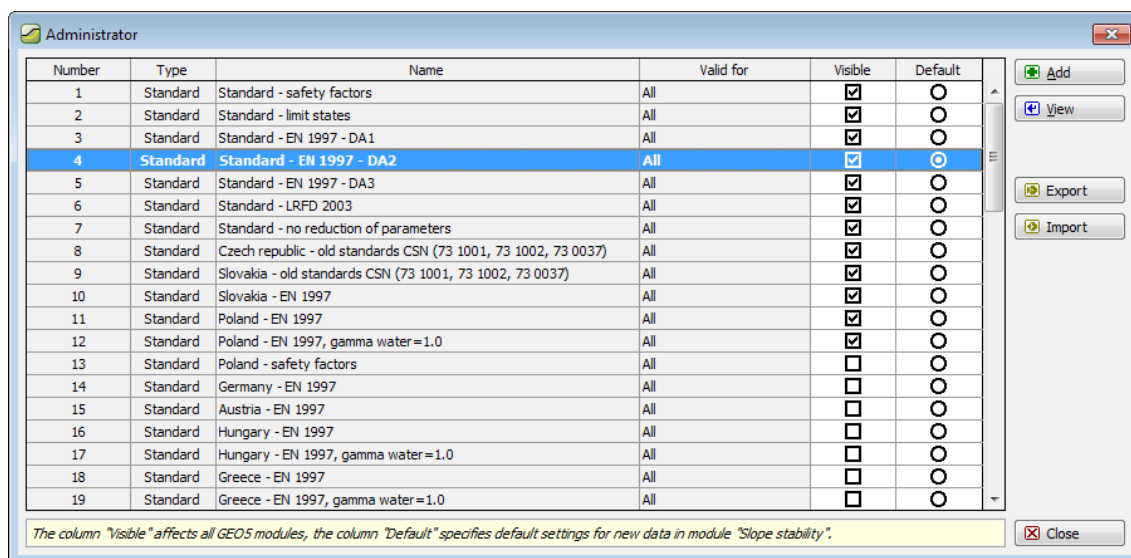 Administrator
Number Type Name Valid for Visible Default
1 Standard Standard - safety factors All
2 Standard Standard - limit states All
3 Standard Standard - EN 1997 - DA1 All
4 Standard Standard - EN 1997 - DA2 All
5 Standard Standard - EN 1997 - DA3 All
6 Standard Standard - LRFD 2003 All
7 Standard Standard - no reduction of parameters All
8 Standard Czech republic - old standards CSN (73 1001, 73 1002, 73 0037) All
9 Standard Slovakia - old standards CSN (73 1001, 73 1002, 73 0037) All
10 Standard Slovakia - EN 1997 All
11 Standard Poland - EN 1997 All
12 Standard Poland - EN 1997, gamma water=1.0 All
13 Standard Poland - safety factors All
14 Standard Germany - EN 1997 All
15 Standard Austria - EN 1997 All
16 Standard Hungary - EN 1997 All
17 Standard Hungary - EN 1997, gamma water=1.0 All
18 Standard Greece - EN 1997 All
19 Standard Greece - EN 1997, gamma water=1.0 All
The column "Visible" affects all GEO5 modules, the column "Default" specifies default settings for new data in module "Slope stability".
Add
View
Export
Import
Close